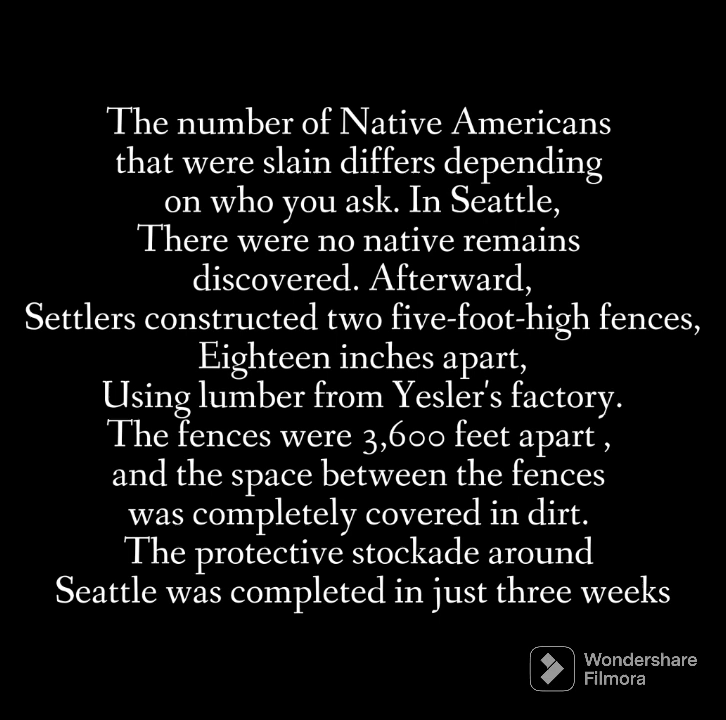 The number of Native Americans
that were slain differs depending
on who you ask. In Seattle,
There were no native remains
discovered. Afterward,
Settlers constructed two five-foot-high fences,
Eighteen inches apart,
Using lumber from Yesler's factory.
The fences were 3,600 feet apart ,
and the space between the fences
was completely covered in dirt.
The protective stockade around
Seattle was completed in just three weeks
Wondershare
Filmora